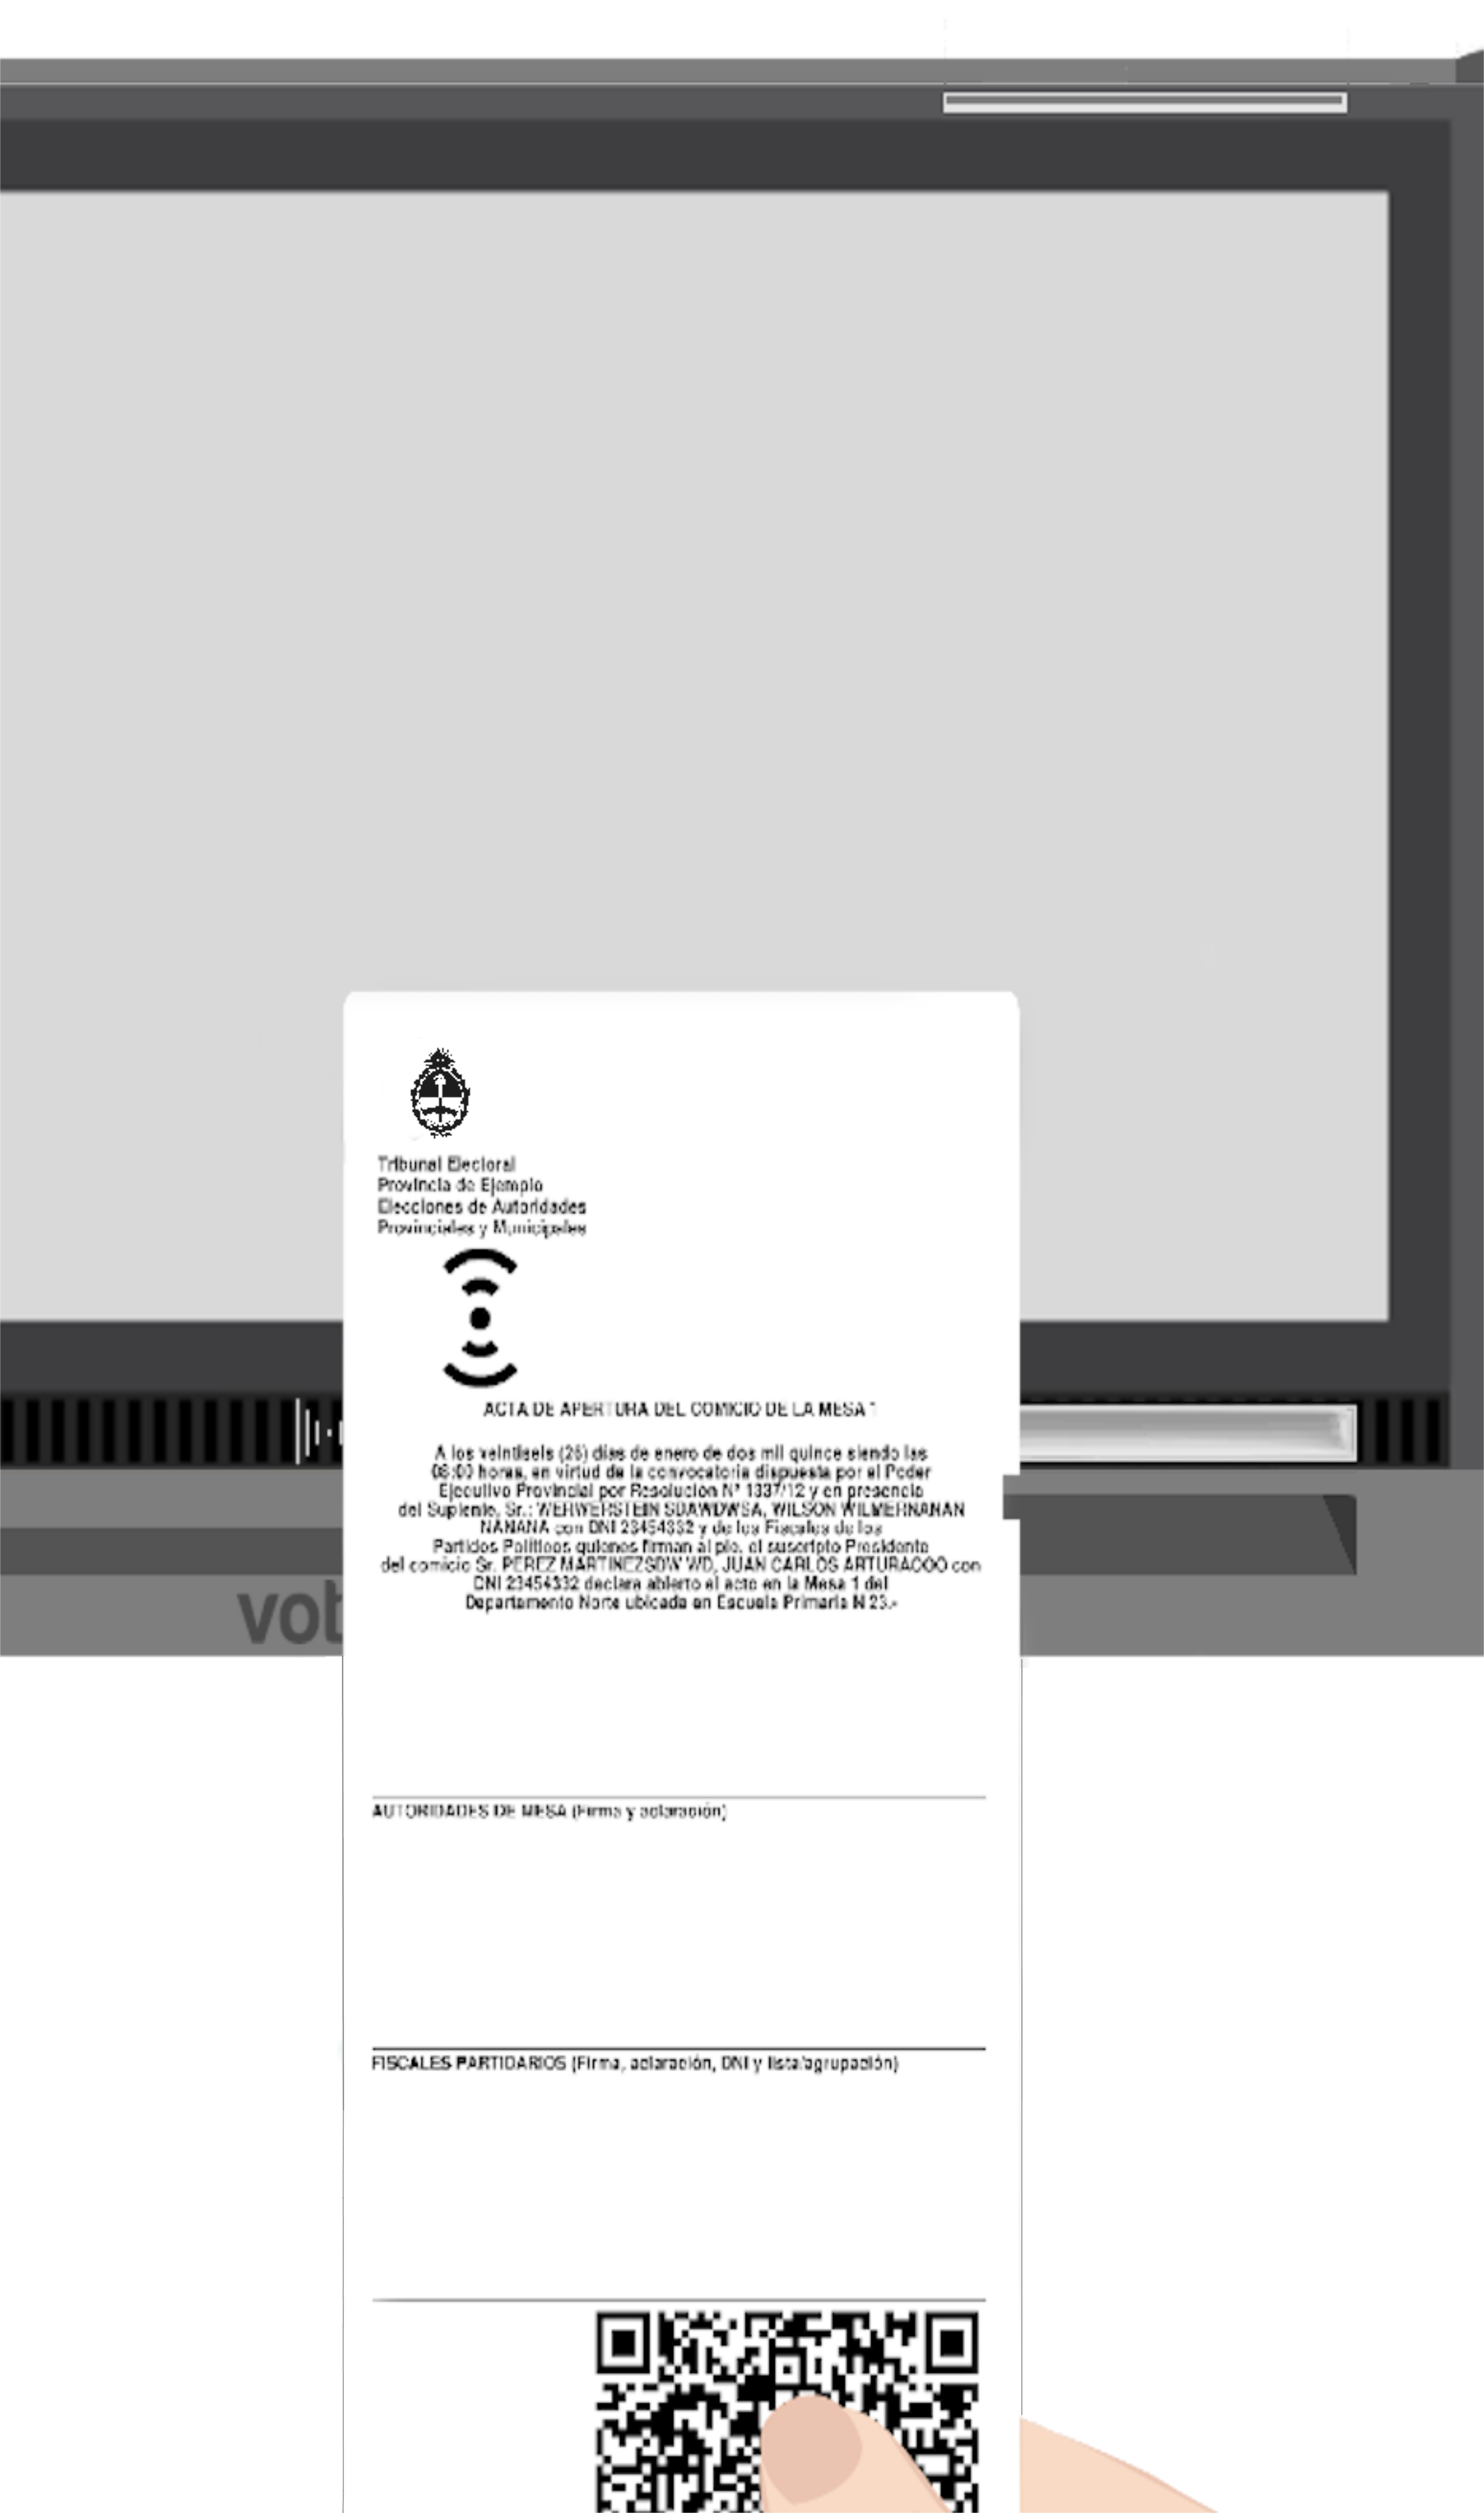 Tribunal Electoral
Provincia de Ejemplo
Elecciones de Autoridades
Provinciales y Municipales
ACTA DE APERTURA DEL COMICIO DE LA MESA 1
A los veintiseis (26) días de enero de dos mil quince siendo las
08:00 horas, en virtud de la convocatoria dispuesta por el Poder
Ejecutivo Provincial por Resolución Nº 1337/12 y en presencia
del Suplente, Sr.: WERWERSTEIN SDAWDWSA, WILSON WILMERNANAN
NANANA con DNI 23454332 y de los Fiscales de los
Partidos Políticos quienes firman al pie, el suscripto Presidente
del comicio Sr. PEREZ MARTINEZSDW WD, JUAN CARLOS ARTURAOOO con
DNI 23454332 declara abierto el acto en la Mesa 1 del
Departamento Norte ubicada en Escuela Primaria N 23.-
vot
AUTORIDADES DE MESA (Firma y aclaración)
FISCALES PARTIDARIOS (Firma, aclaración, DNI y lista/agrupación)